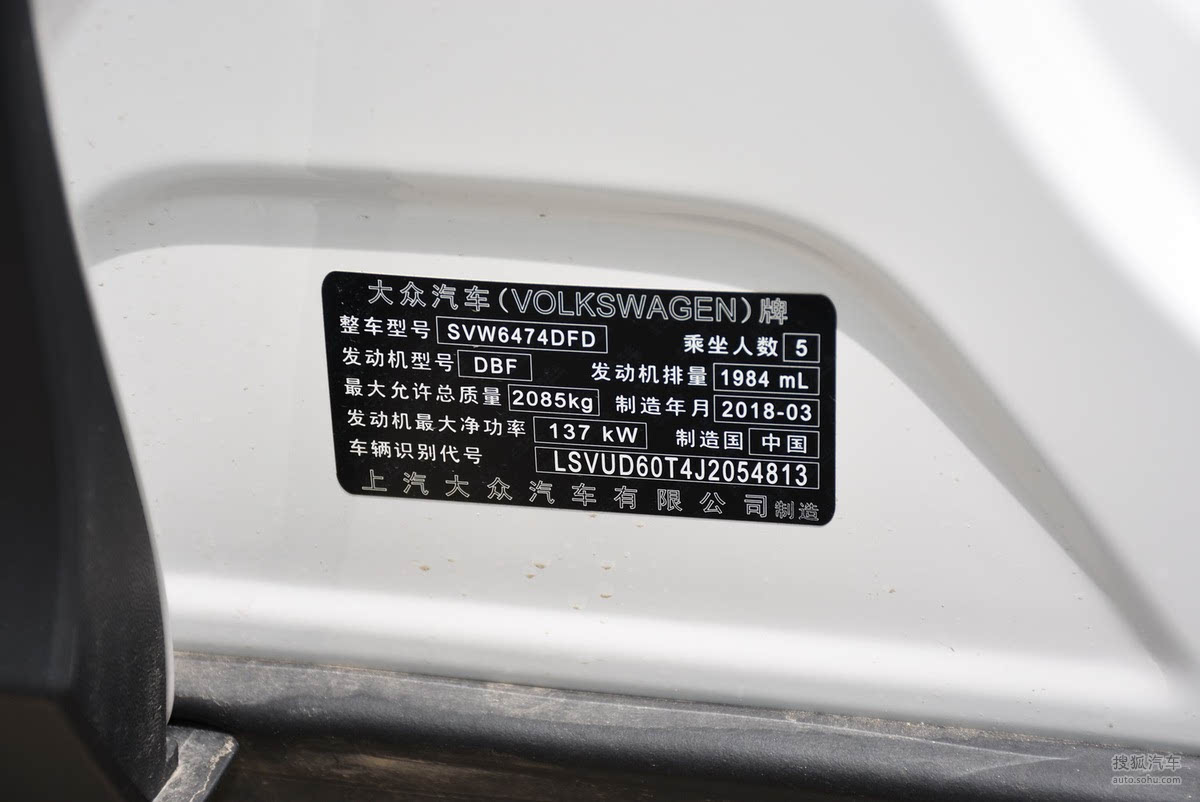 大众汽车(VOLKSWAGEN)牌
整车型号 SVW6474DFD 乘坐人数 5
发动机型号 DBF 发动机排量 1984 mL
最大允许总质量 2085kg 制造年月 2018-03
发动机最大净功率 137 kW 制造国 中国
车辆识别代号 LSVUD60T4J2054813
上汽大众汽车有限公司制造
搜狐汽车
auto.sohu.com